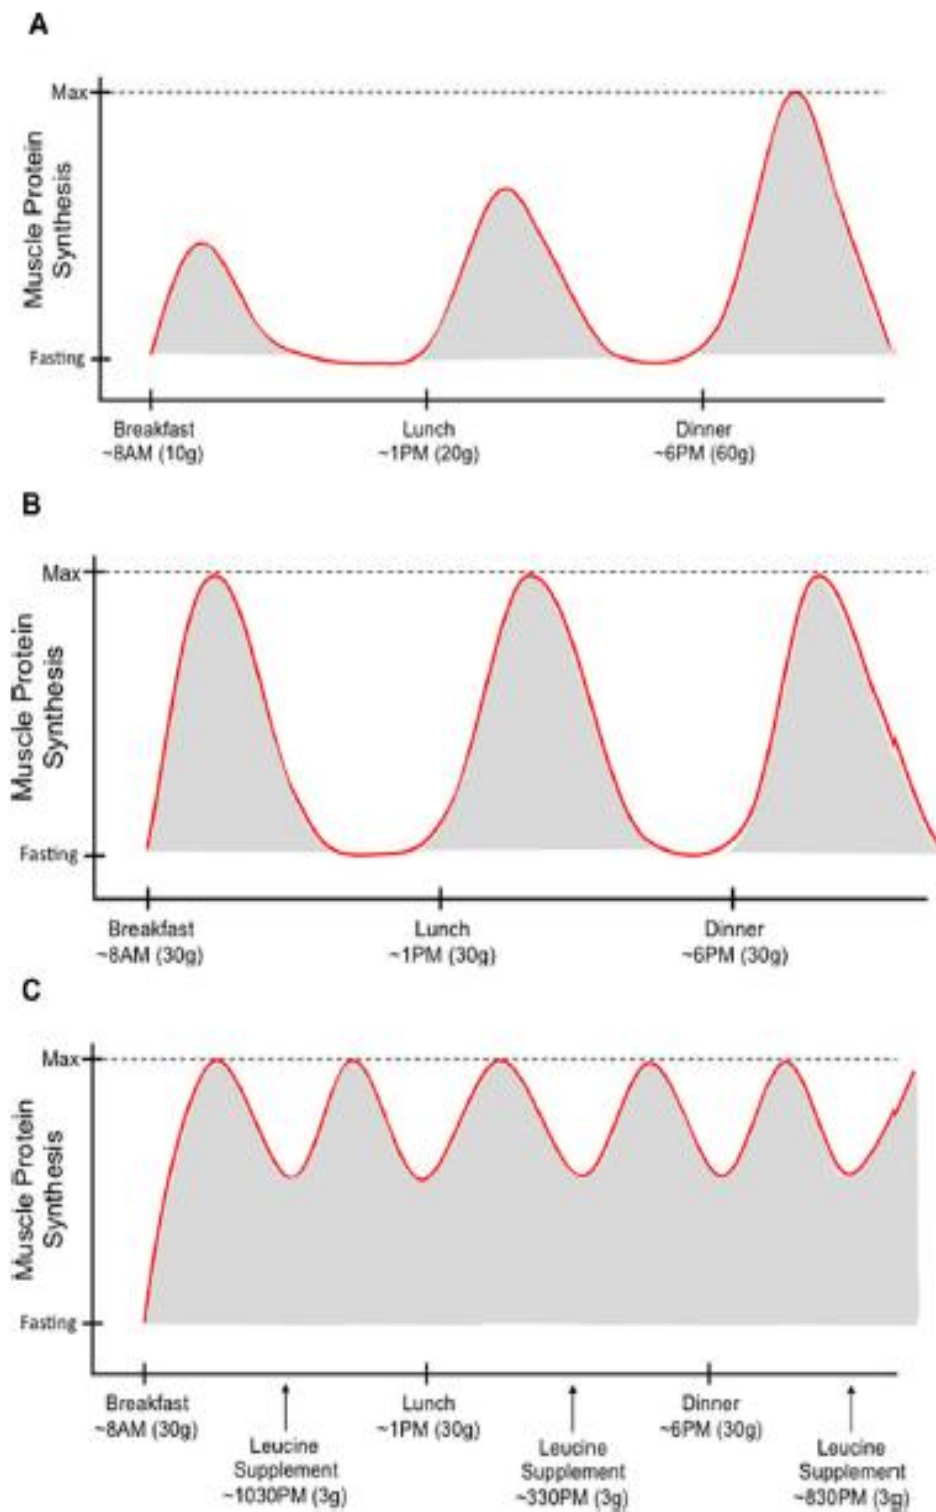 A
Max
Muscle Protein
Synthesis
Fasting
Breakfast
~8AM (10g)
Lunch
~1PM (20g)
Dinner
~6PM (60g)
B
Max
Muscle Protein
Synthesis
Fasting
Breakfast
~8AM (30g)
Lunch
~1PM (30g)
Dinner
~6PM (30g)
C
Max
Muscle Protein
Synthesis
Fasting
Breakfast
~8AM (30g)
Leucine
Supplement
~1030PM (3g)
Lunch
~1PM (30g)
Leucine
Supplement
~330PM (3g)
Dinner
~6PM (30g)
Leucine
Supplement
~830PM (3g)